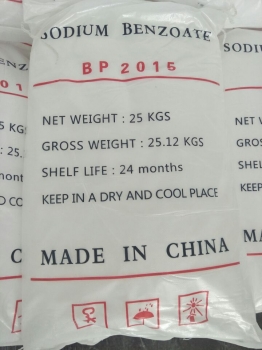 SODIUM BENZOATE
BP 2015
NET WEIGHT : 25 KGS
GROSS WEIGHT : 25.12 KGS
SHELF LIFE : 24 months
KEEP IN A DRY AND COOL PLACE
MADE IN CHINA
SODIUM